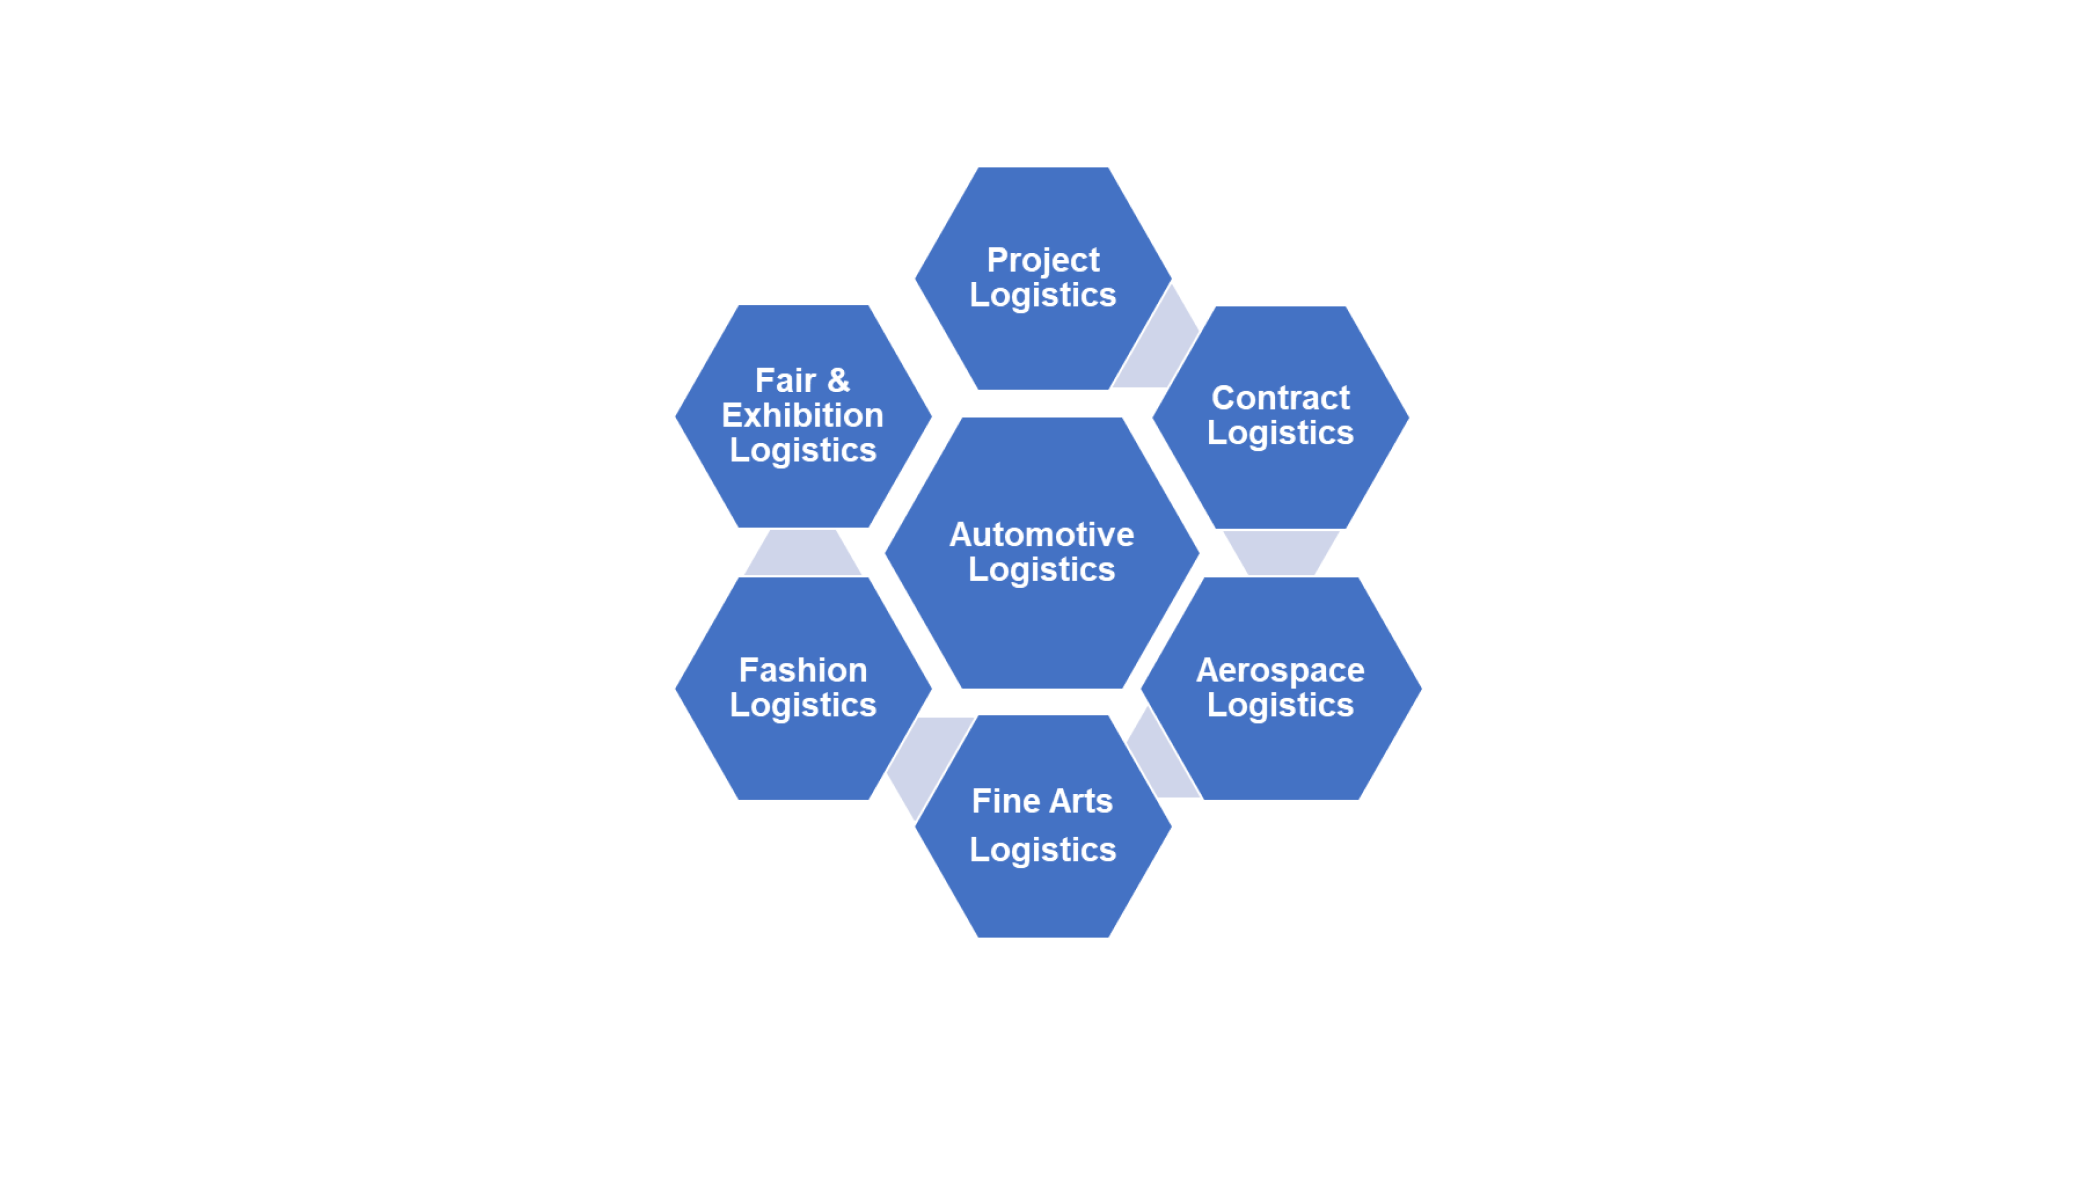 Project
Logistics
Fair &
Exhibition
Logistics
Contract
Logistics
Automotive
Logistics
Fashion
Logistics
Aerospace
Logistics
Fine Arts
Logistics